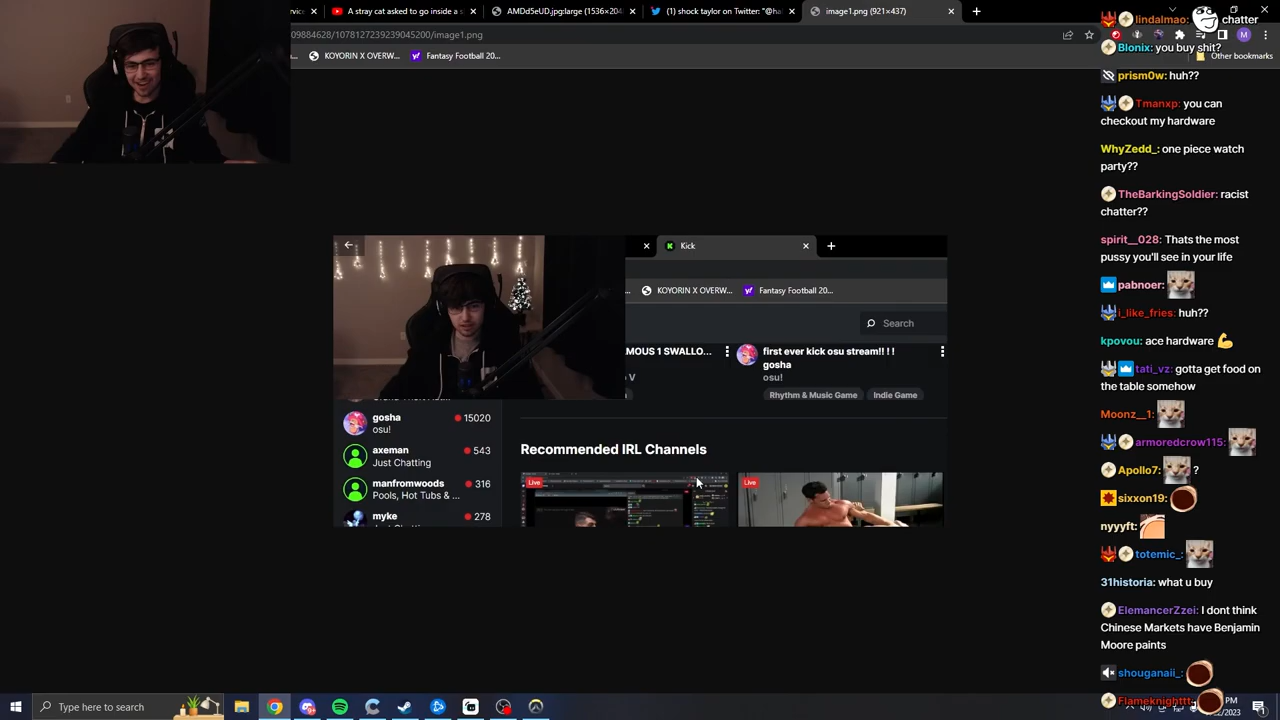 A stray cat asked to go inside a s
AMDd5eUD.jpg:large (1536×204
(1) shock taylor on Twitter: "@ha
image1.png (921×437)
09884628/1078127239239045200/image1.png
KOYORIN X OVERW...
Fantasy Football 20...
Other bookmarks
M
lindalmao: chatter
Blonix: you buy shit?
prism0w: huh??
Tmanxp: you can
checkout my hardware
WhyZedd_: one piece watch
party??
TheBarkingSoldier: racist
chatter??
spirit__028: Thats the most
pussy you'll see in your life
pabnoer:
i_like_fries: huh??
kpovou: ace hardware
tati_vz: gotta get food on
the table somehow
Moonz__1:
armoredcrow115:
Apollo7: ?
sixxon19:
nyyyft:
totemic_:
31historia: what u buy
ElemancerZzei: I dont think
Chinese Markets have Benjamin
Moore paints
shouganaii_:
Flameknighttt:
Kick
KOYORIN X OVERW...
Fantasy Football 20...
Search
AMOUS 1 SWALLO...
V
first ever kick osu stream!! ! !
gosha
osu!
Rhythm & Music Game
Indie Game
gosha
15020
osu!
axeman
543
Just Chatting
manfromwoods
316
Pools, Hot Tubs & ...
myke
278
Recommended IRL Channels
Live
Live
Type here to search
PM
/2023